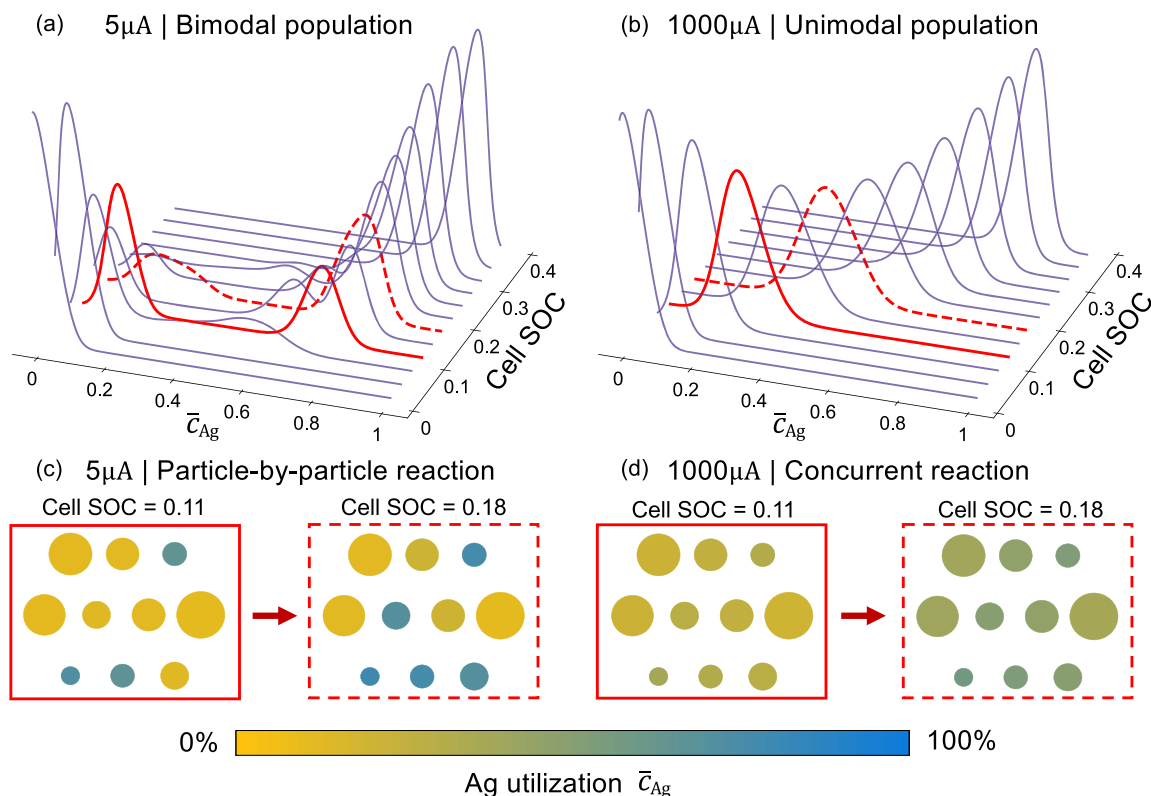 (a) 5μA | Bimodal population
(b) 1000μA | Unimodal population
0.4
0.3
0.2
0.1
0
Cell SOC
0
0.2
0.4
0.6
0.8
1
c̅Ag
0.4
0.3
0.2
0.1
0
Cell SOC
0
0.2
0.4
0.6
0.8
1
c̅Ag
(c) 5μA | Particle-by-particle reaction
Cell SOC = 0.11
Cell SOC = 0.18
(d) 1000μA | Concurrent reaction
Cell SOC = 0.11
Cell SOC = 0.18
0%
100%
Ag utilization c̅Ag